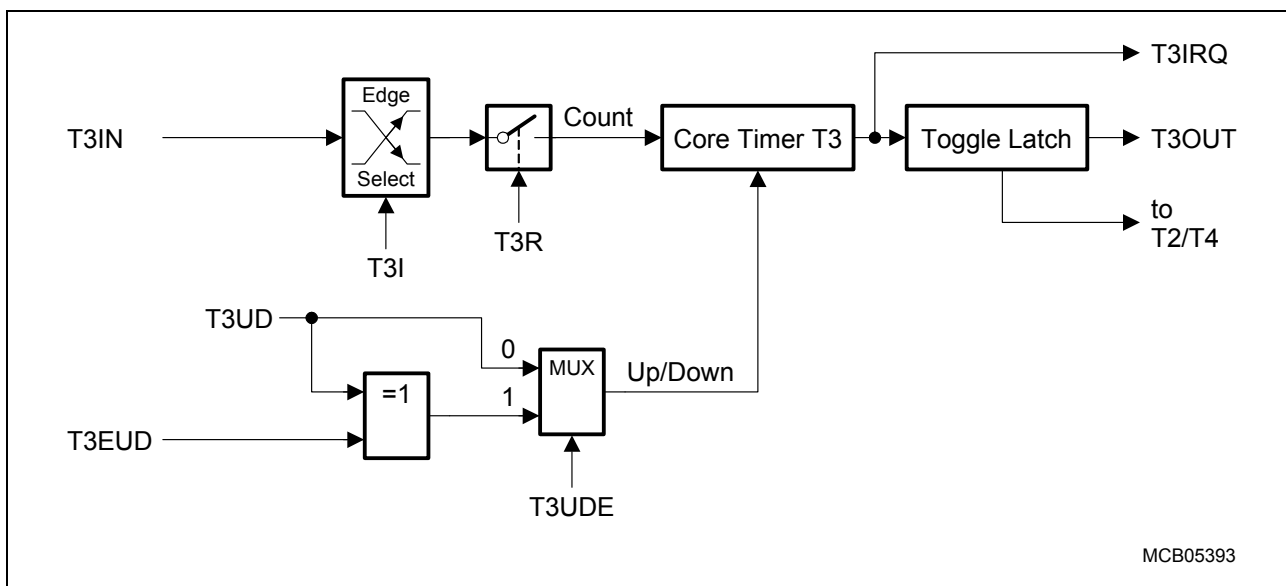 T3IRQ
Edge
Select
T3IN
Count
Core Timer T3
Toggle Latch
T3OUT
T3R
T3I
to
T2/T4
T3UD
0
MUX
Up/Down
=1
1
T3EUD
T3UDE
MCB05393